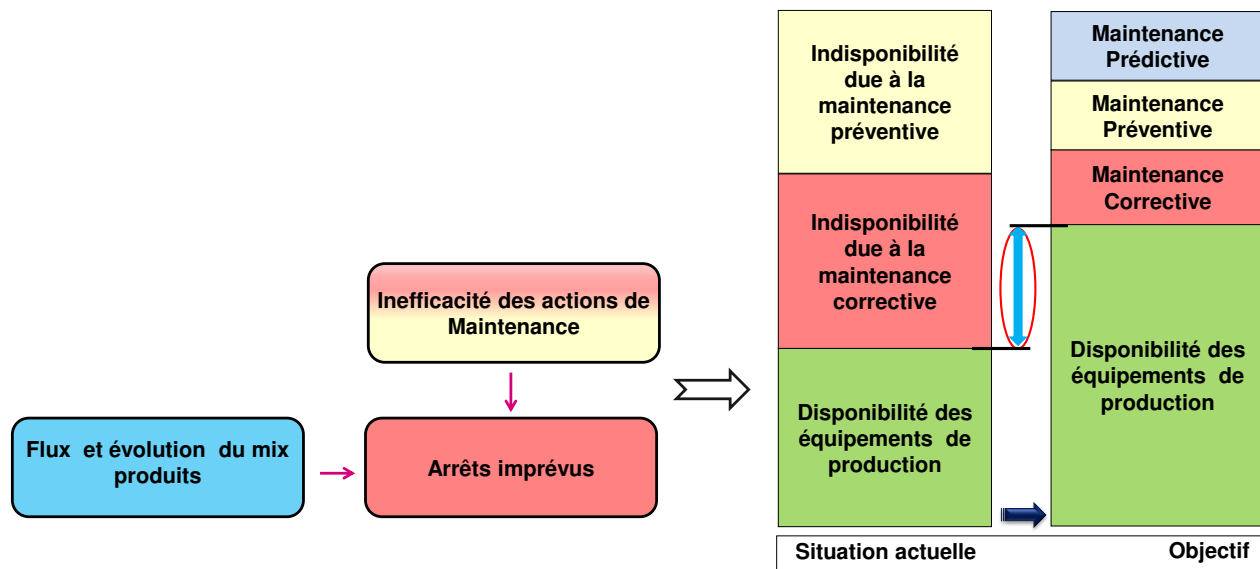 Inefficacité des actions de
Maintenance
Flux et évolution du mix
produits
Arrêts imprévus
Indisponibilité
due à la
maintenance
préventive
Indisponibilité
due à la
maintenance
corrective
Disponibilité des
équipements de
production
Maintenance
Prédictive
Maintenance
Préventive
Maintenance
Corrective
Disponibilité des
équipements de
production
Situation actuelle
Objectif